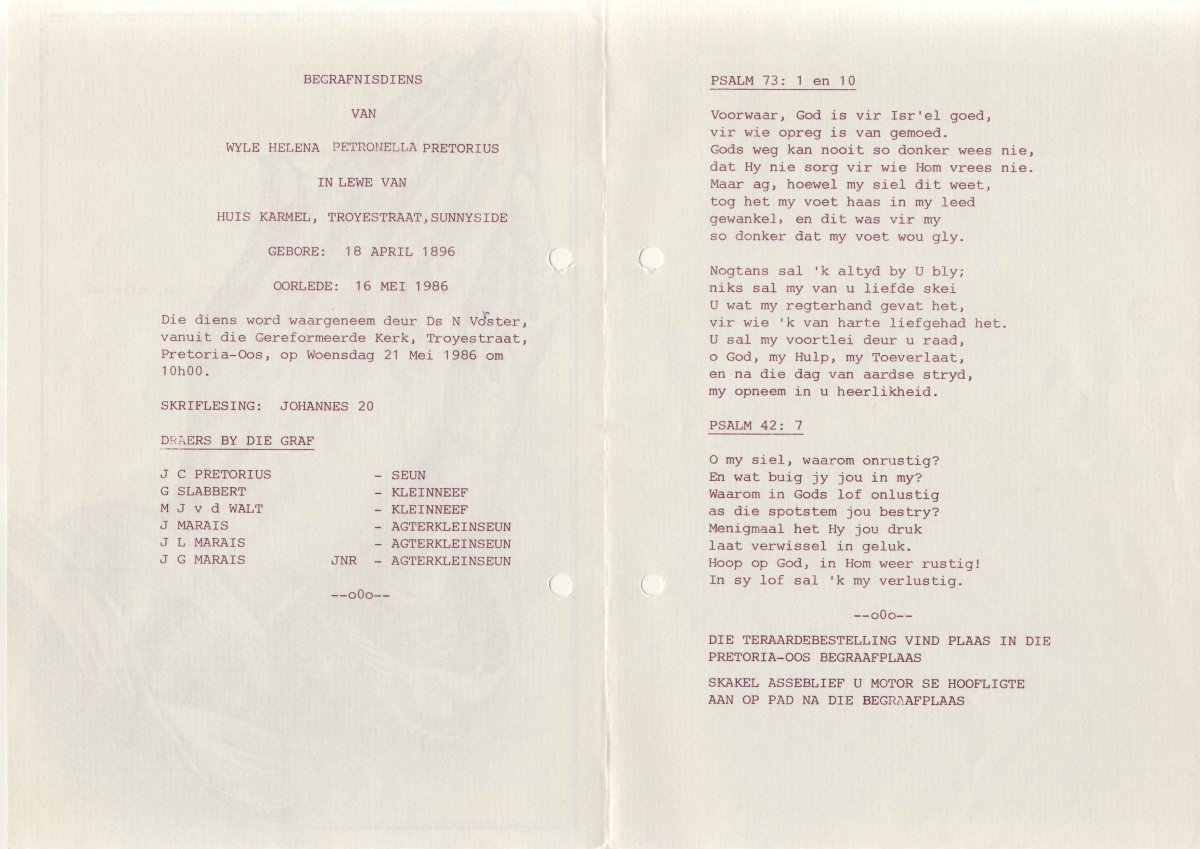 BEGRAFNISDIENS
VAN
WYLE HELENA PETRONELLA PRETORIUS
IN LEWE VAN
HUIS KARMEL, TROYESTRAAT, SUNNYSIDE
GEBORE: 18 APRIL 1896
OORLEDE: 16 MEI 1986
Die diens word waargeneem deur Ds N Vorster,
vanuit die Gereformeerde Kerk, Troyestraat,
Pretoria-Oos, op Woensdag 21 Mei 1986 om
10h00.
SKRIFLESING: JOHANNES 20
DRAERS BY DIE GRAF
J C PRETORIUS - SEUN
G SLABBERT - KLEINNEEF
M J v d WALT - KLEINNEEF
J MARAIS - AGTERKLEINSEUN
J L MARAIS - AGTERKLEINSEUN
J G MARAIS JNR - AGTERKLEINSEUN
--oOo--
PSALM 73: 1 en 10
Voorwaar, God is vir Isr'el goed,
vir wie opreg is van gemoed.
Gods weg kan nooit so donker wees nie,
dat Hy nie sorg vir wie Hom vrees nie.
Maar ag, hoewel my siel dit weet,
tog het my voet haas in my leed
gewankel, en dit was vir my
so donker dat my voet wou gly.
Nogtans sal 'k altyd by U bly;
niks sal my van u liefde skei
U wat my regterhand gevat het,
vir wie 'k van harte liefgehad het.
U sal my voortlei deur u raad,
o God, my Hulp, my Toeverlaat,
en na die dag van aardse stryd,
my opneem in u heerlikheid.
PSALM 42: 7
O my siel, waarom onrustig?
En wat buig jy jou in my?
Waarom in Gods lof onlustig
as die spotstem jou bestry?
Menigmaal het Hy jou druk
laat verwissel in geluk.
Hoop op God, in Hom weer rustig!
In sy lof sal 'k my verlustig.
--oOo--
DIE TERAARDEBESTELLING VIND PLAAS IN DIE
PRETORIA-OOS BEGRAAFPLAAS
SKAKEL ASSEBLIEF U MOTOR SE HOOFLIGTE
AAN OP PAD NA DIE BEGRAAFPLAAS